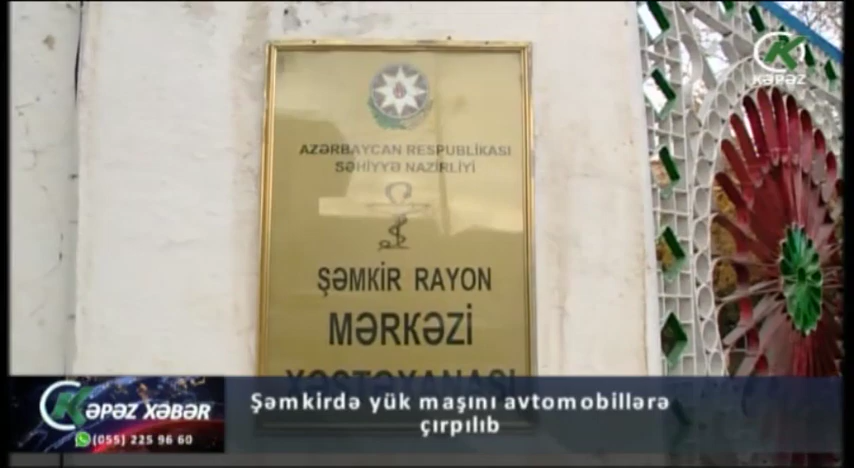 KƏPƏZ
AZƏRBAYCAN RESPUBLİKASI
SƏHİYYƏ NAZİRLİYİ
ŞƏMKİR RAYON
MƏRKƏZİ
XƏSTƏXANASI
KƏPƏZ XƏBƏR
(055) 225 96 60
Şəmkirdə yük maşını avtomobillərə
çırpılıb